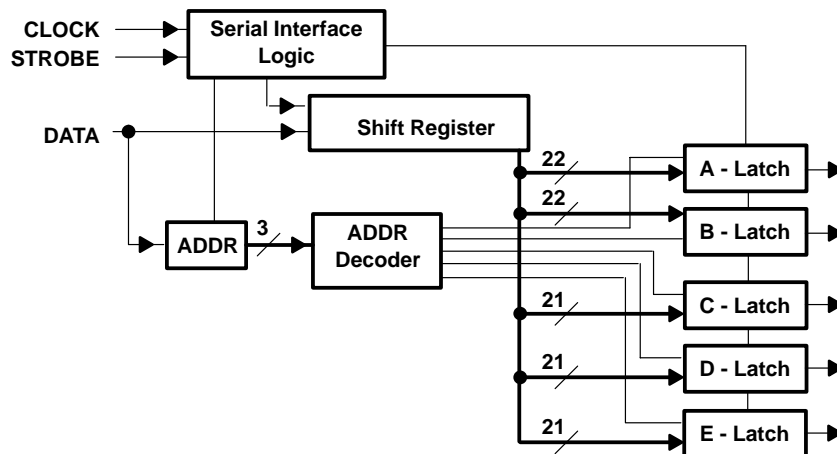 CLOCK
STROBE
Serial Interface
Logic
DATA
Shift Register
22
A - Latch
22
B - Latch
ADDR
3
ADDR
Decoder
21
C - Latch
21
D - Latch
21
E - Latch